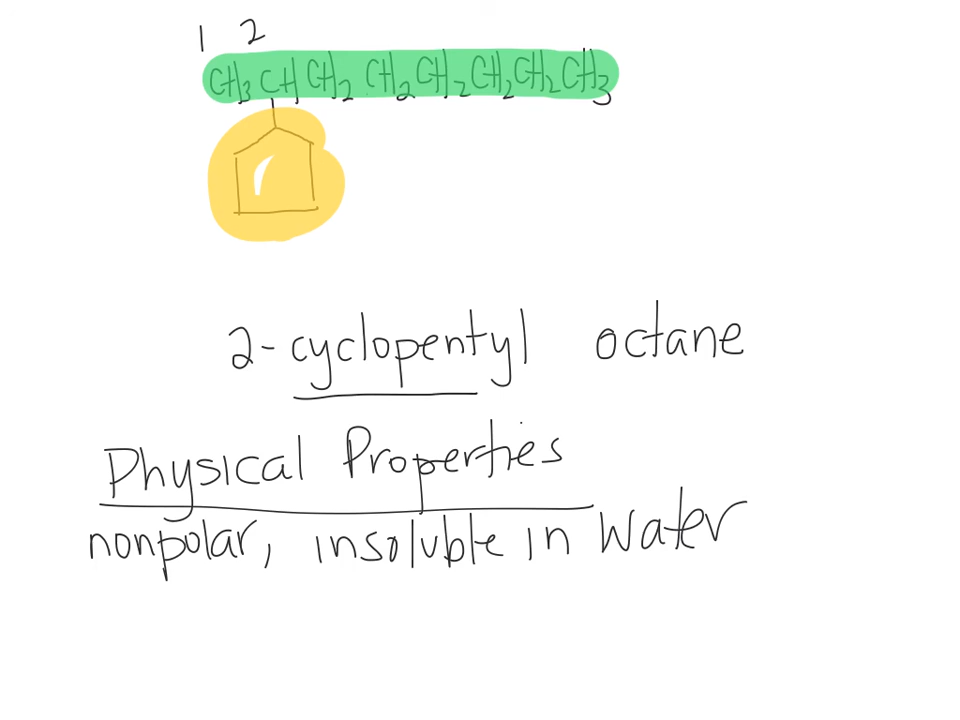 1 2
CH3 CH CH2 CH2 CH2 CH2 CH2 CH3
2-cyclopentyl octane
Physical Properties
nonpolar, insoluble in water